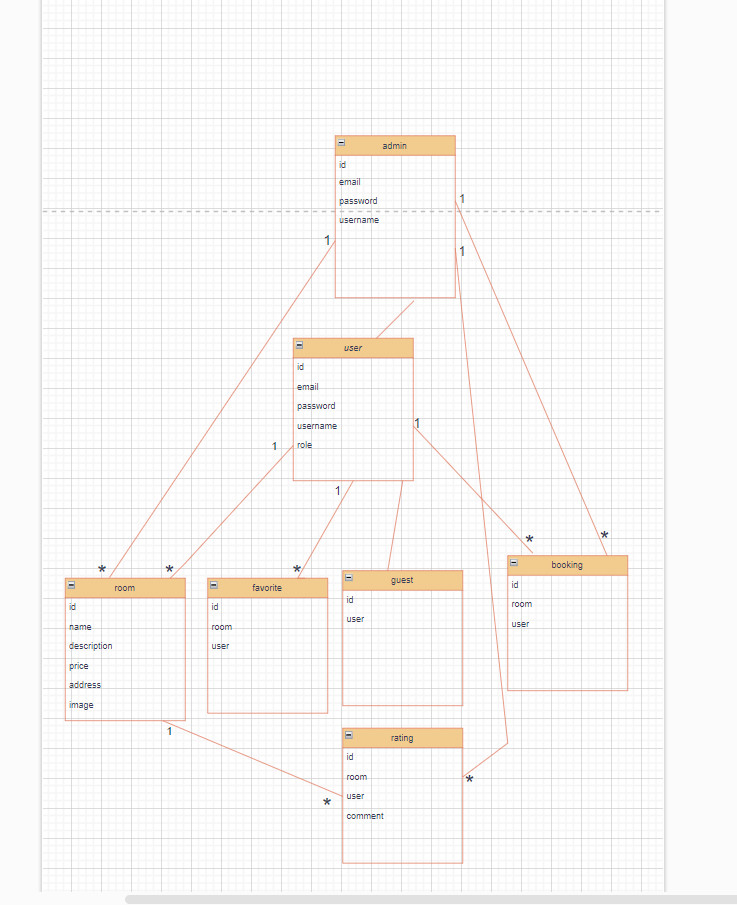 admin
id
email
password
username
1
1
1
user
id
email
password
username
role
1
1
1
*
*
*
*
*
room
id
name
description
price
address
image
favorite
id
room
user
guest
id
user
booking
id
room
user
1
*
*
rating
id
room
user
comment